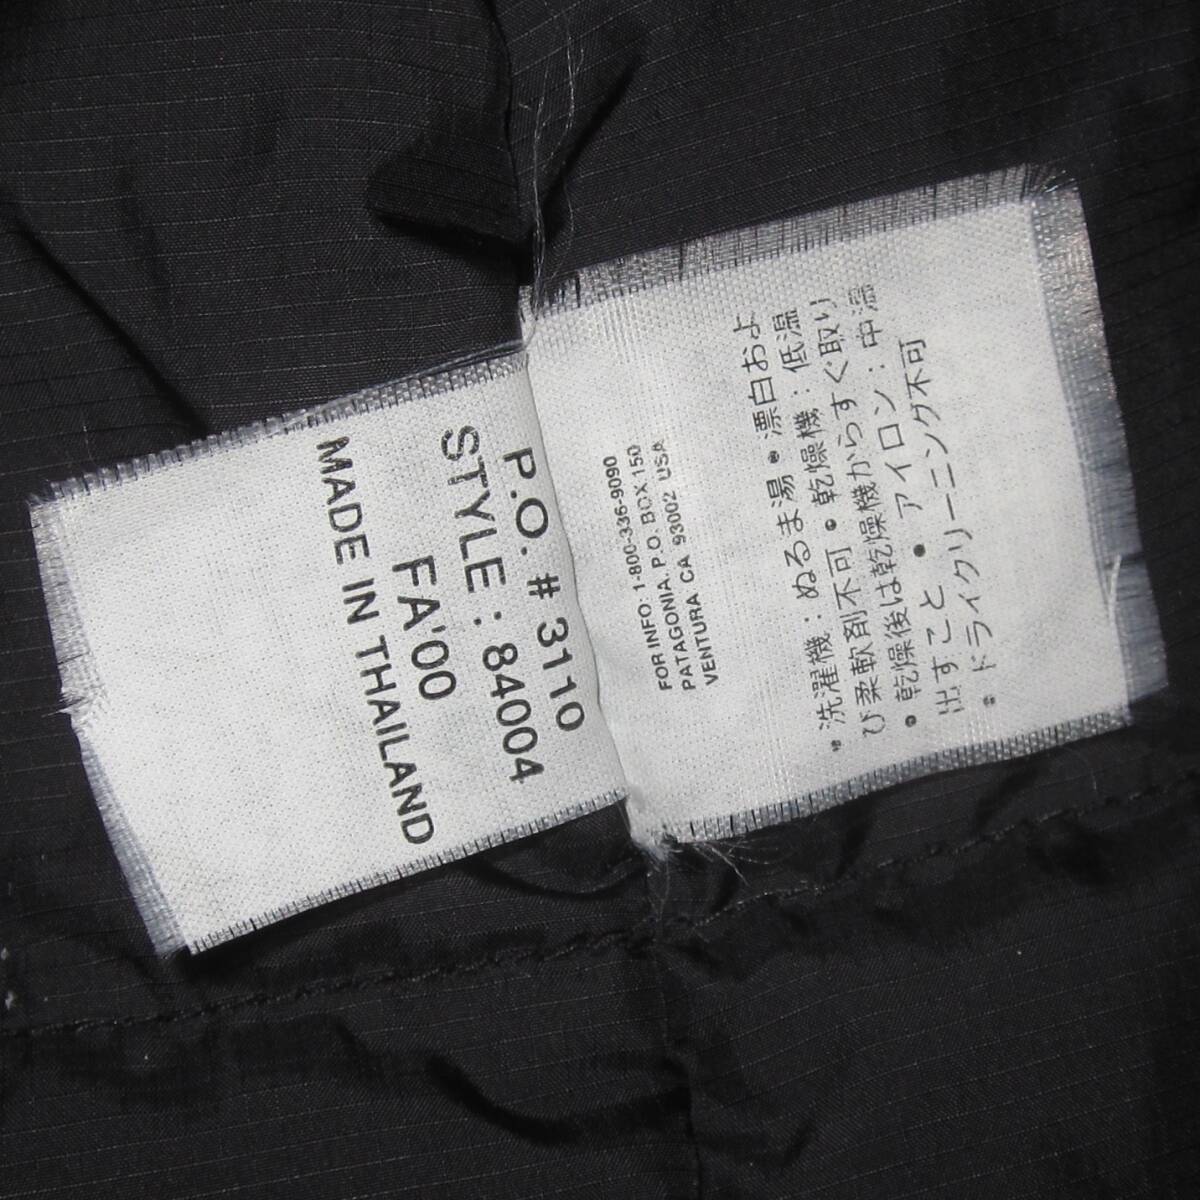 P.O. # 3110
STYLE : 84004
FA'00
MADE IN THAILAND
FOR INFO: 1-800-336-9090
PATAGONIA. P.O. BOX 150
VENTURA CA 93002 USA
• 洗濯機：ぬるま湯 • 漂白およ
び柔軟剤不可 • 乾燥機：低温
• 乾燥後は乾燥機からすぐ取り
出すこと • アイロン：中温
• ドライクリーニング不可